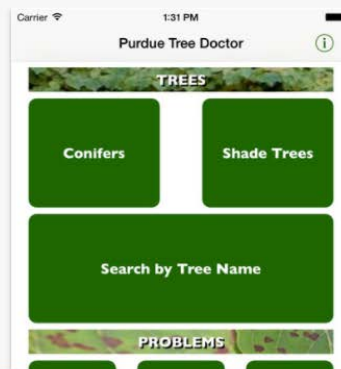 Carrier 1:31 PM
Purdue Tree Doctor
TREES
Conifers Shade Trees
Search by Tree Name
PROBLEMS